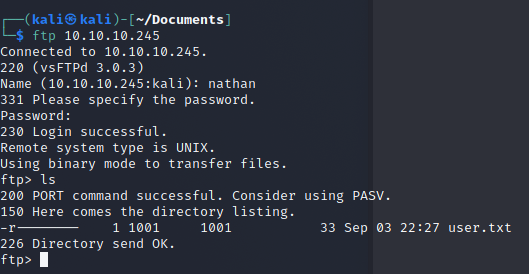 ┌──(kali㉿kali)-[~/Documents]
└─$ ftp 10.10.10.245
Connected to 10.10.10.245.
220 (vsFTPd 3.0.3)
Name (10.10.10.245:kali): nathan
331 Please specify the password.
Password:
230 Login successful.
Remote system type is UNIX.
Using binary mode to transfer files.
ftp> ls
200 PORT command successful. Consider using PASV.
150 Here comes the directory listing.
-r--------    1 1001     1001           33 Sep 03 22:27 user.txt
226 Directory send OK.
ftp>